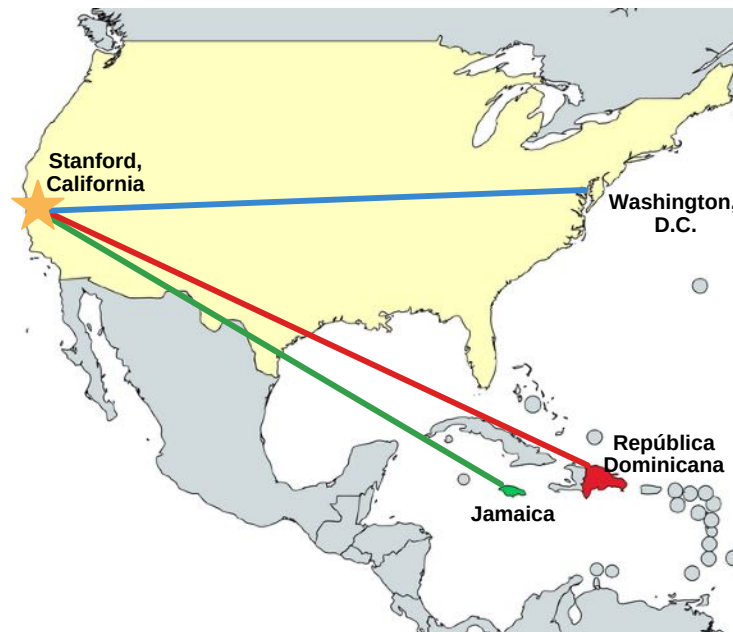 Stanford,
California
Washington,
D.C.
República
Dominicana
Jamaica